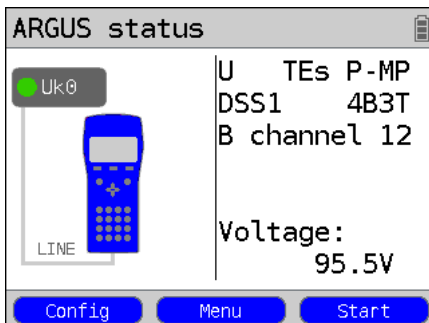 ARGUS status
Uk0
LINE
U TEs P-MP
DSS1 4B3T
B channel 12
Voltage:
95.5V
Config Menu Start